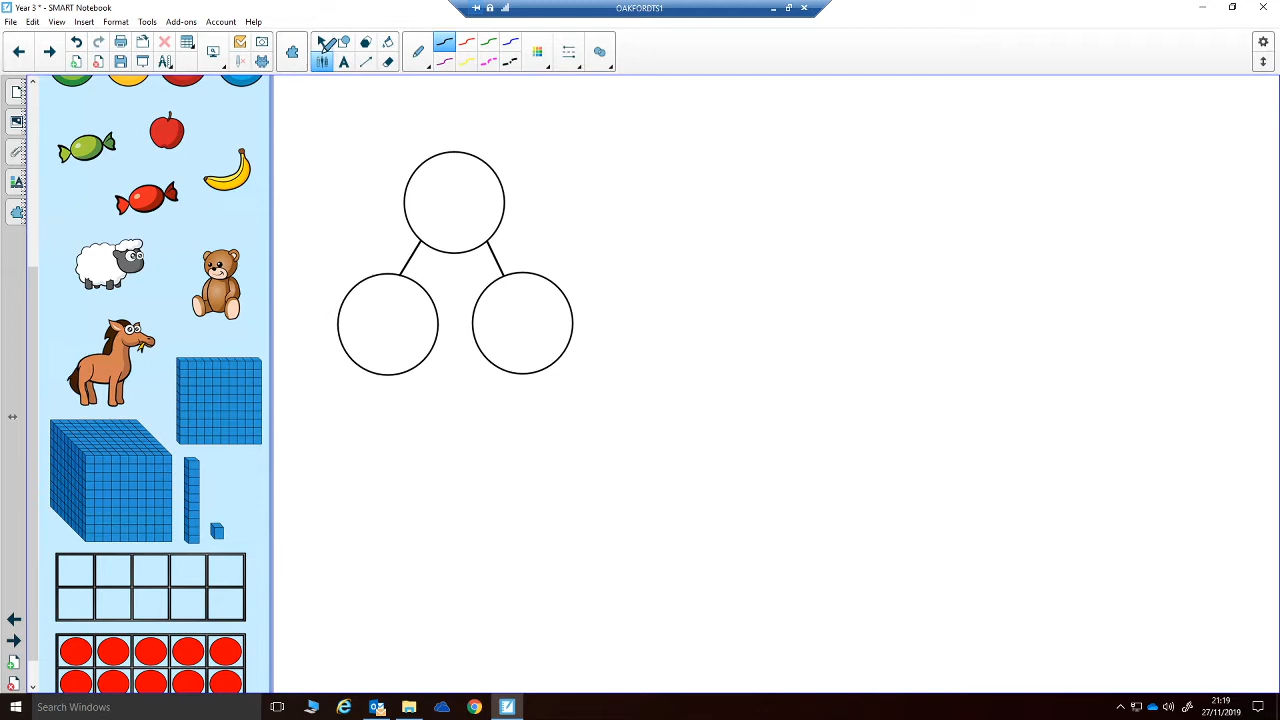 Year 3 * - SMART Notebook
OAKFORDTS1
File Edit View Insert Format Tools Add-ons Account Help
Search Windows
21:19
27/11/2019